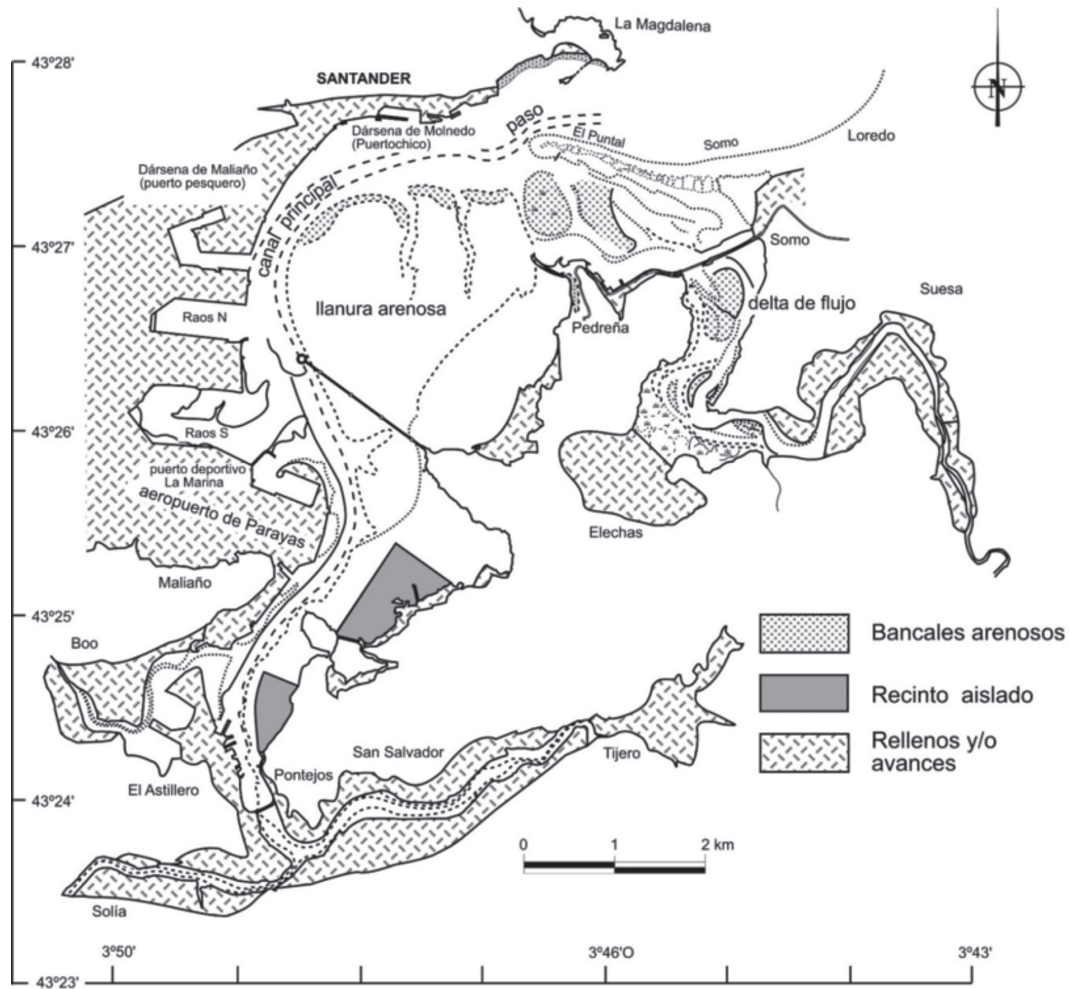 La Magdalena
43º28'
SANTANDER
N
Dársena de Molnedo
(Puertochico)
paso
El Puntal
Somo
Loredo
Dársena de Maliaño
(puerto pesquero)
canal principal
43º27'
Somo
Suesa
llanura arenosa
delta de flujo
Raos N
Pedreña
43º26'
Raos S
puerto deportivo
La Marina
aeropuerto de Parayas
Elechas
Maliaño
43º25'
Boo
Bancales arenosos
Recinto aislado
Rellenos y/o
avances
San Salvador
Tijero
Pontejos
El Astillero
43º24'
0 1 2 km
Solía
3º50' 3º46'O 3º43'
43º23'